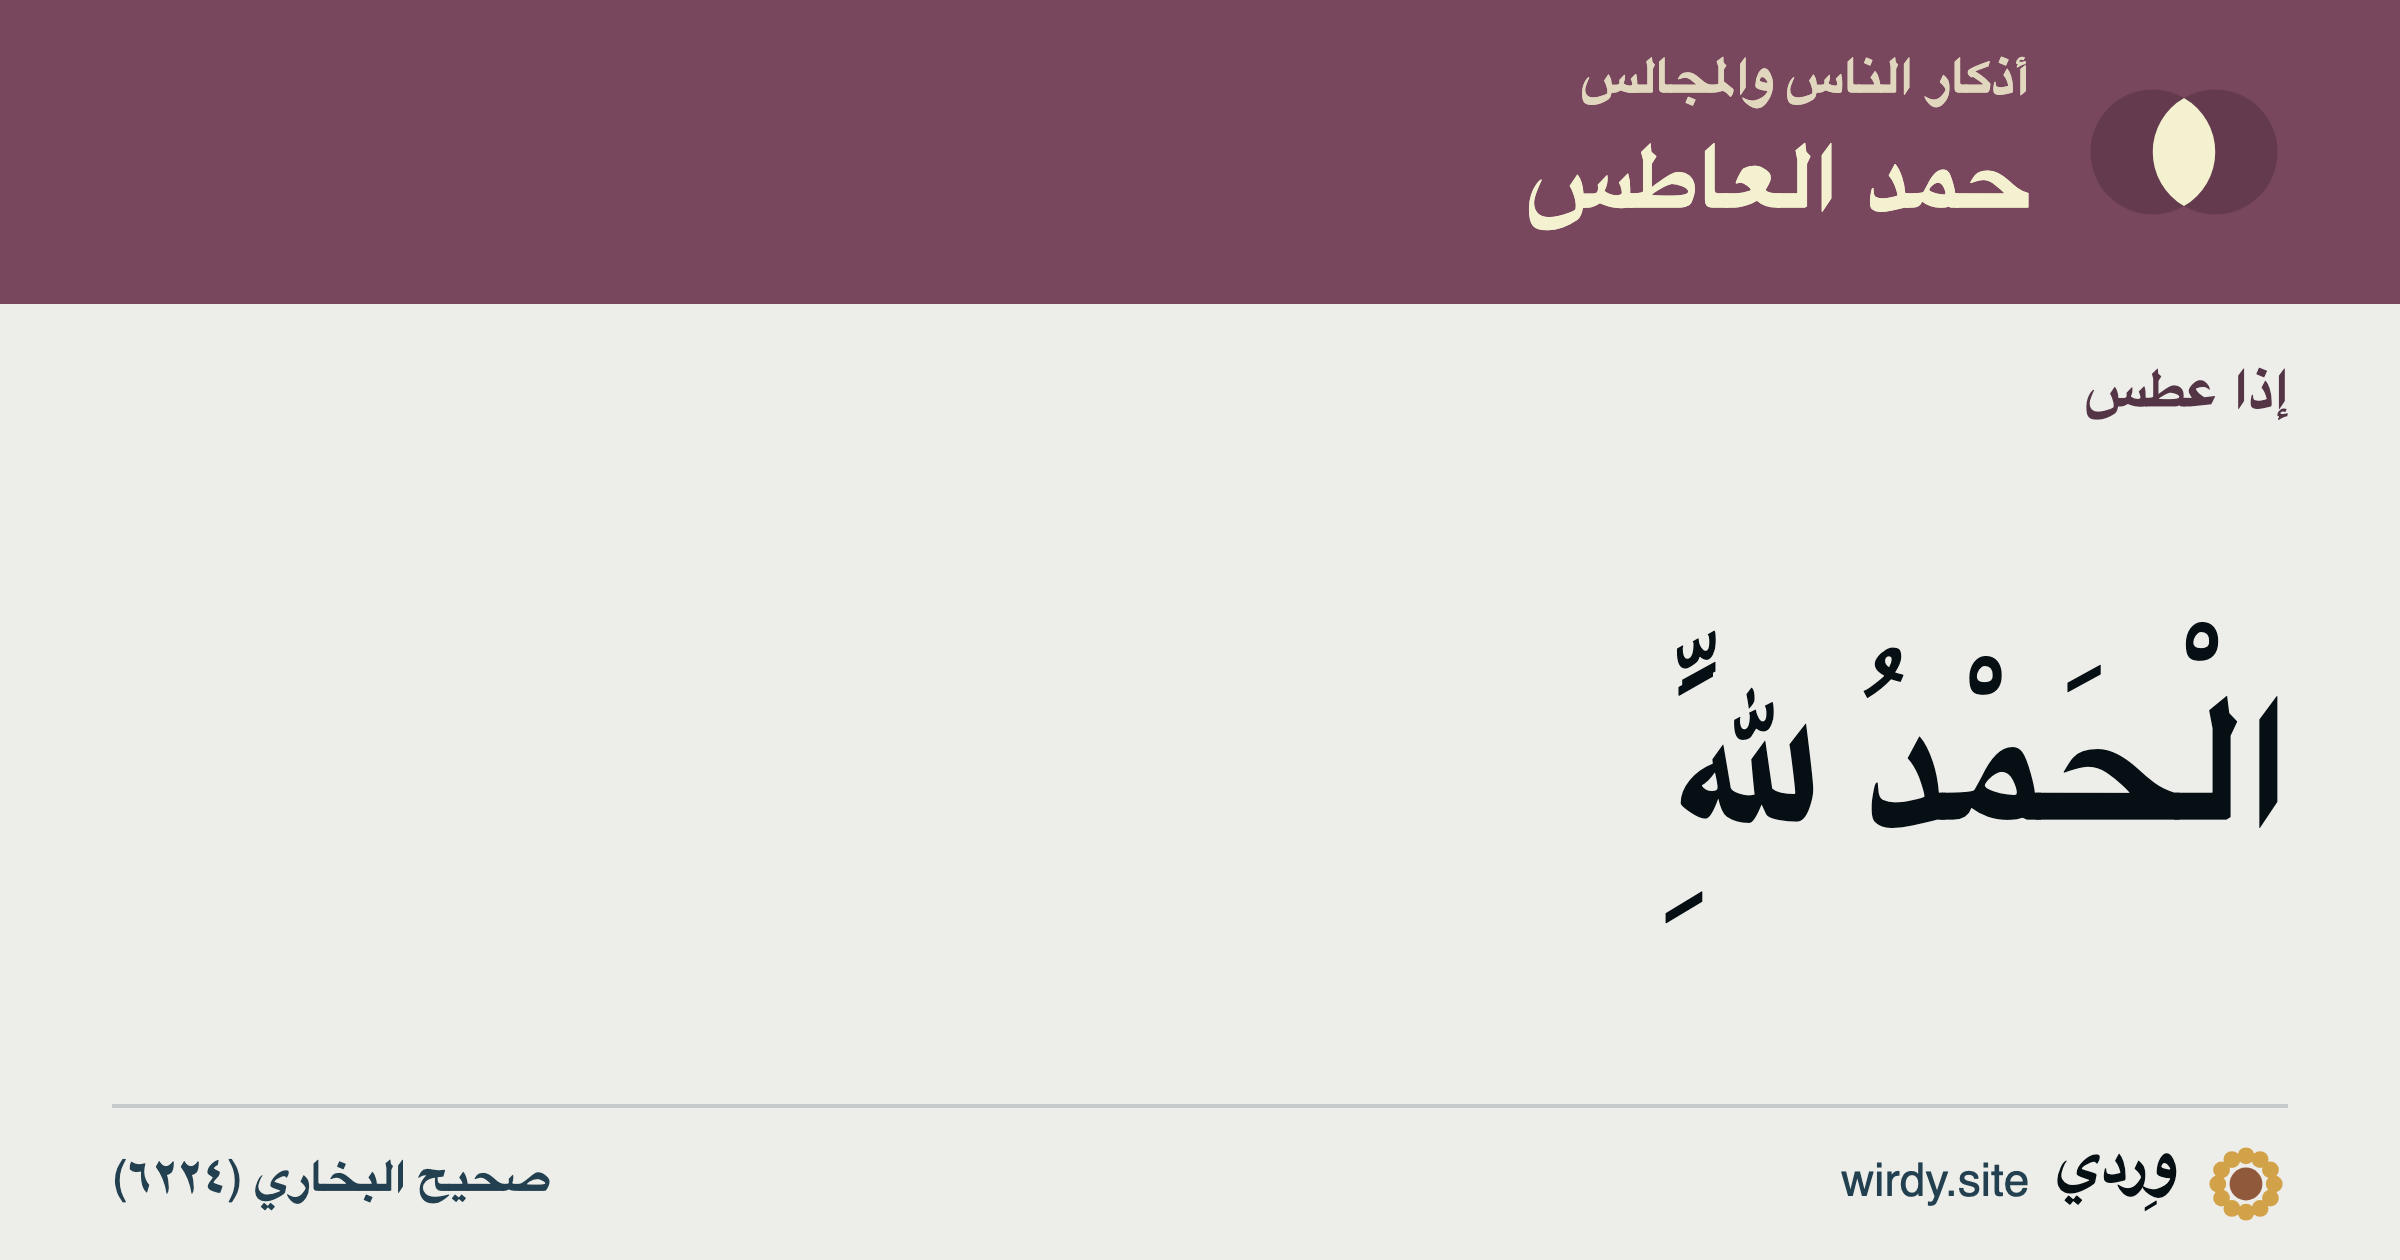 أذكار الناس والمجالس
حمد العاطس
إذا عطس
الْحَمْدُ لِلَّهِ
وِردي wirdy.site
صحيح البخاري (٦٢٢٤)